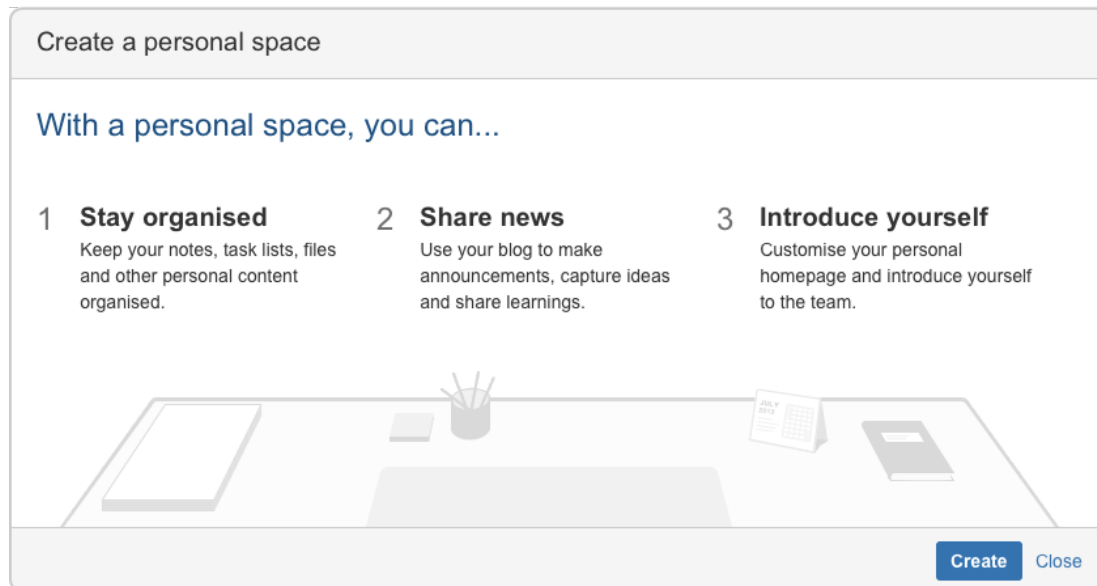 Create a personal space
With a personal space, you can...
1 Stay organised
Keep your notes, task lists, files
and other personal content
organised.
2 Share news
Use your blog to make
announcements, capture ideas
and share learnings.
3 Introduce yourself
Customise your personal
homepage and introduce yourself
to the team.
JULY
2013
Create Close